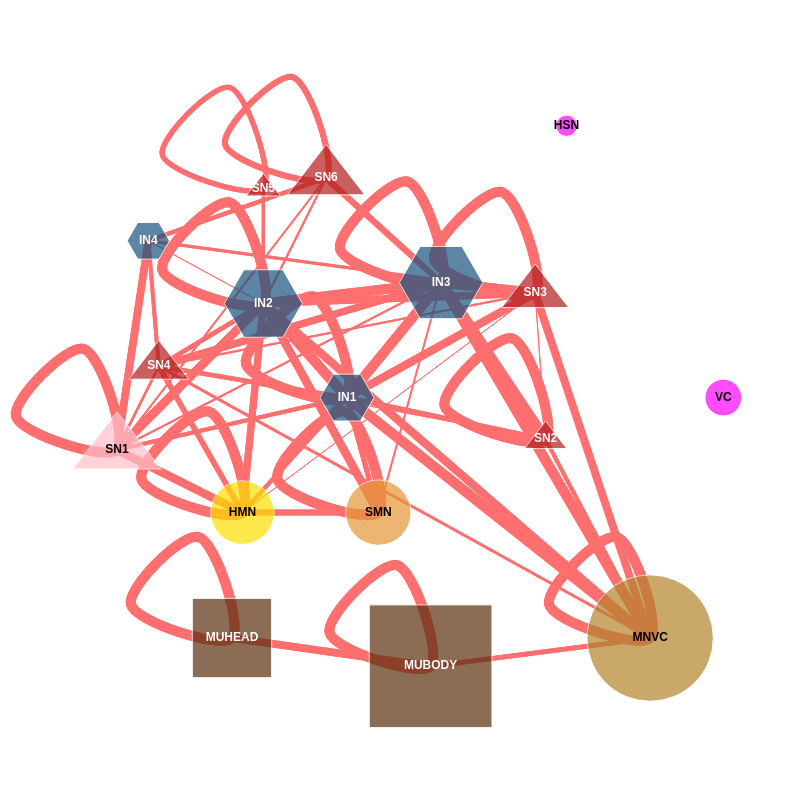 HSN
SN6
SN5
IN4
IN3
SN3
IN2
SN4
IN1
VC
SN2
SN1
HMN
SMN
MUHEAD
MNVC
MUBODY